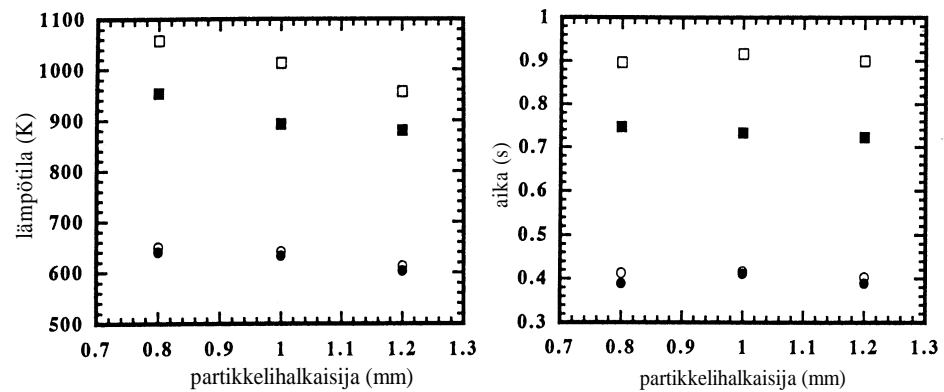 1100
1000
900
800
700
600
500
0.7 0.8 0.9 1 1.1 1.2 1.3
lämpötila (K)
partikkelihalkaisija (mm)
1
0.9
0.8
0.7
0.6
0.5
0.4
0.3
0.7 0.8 0.9 1 1.1 1.2 1.3
aika (s)
partikkelihalkaisija (mm)